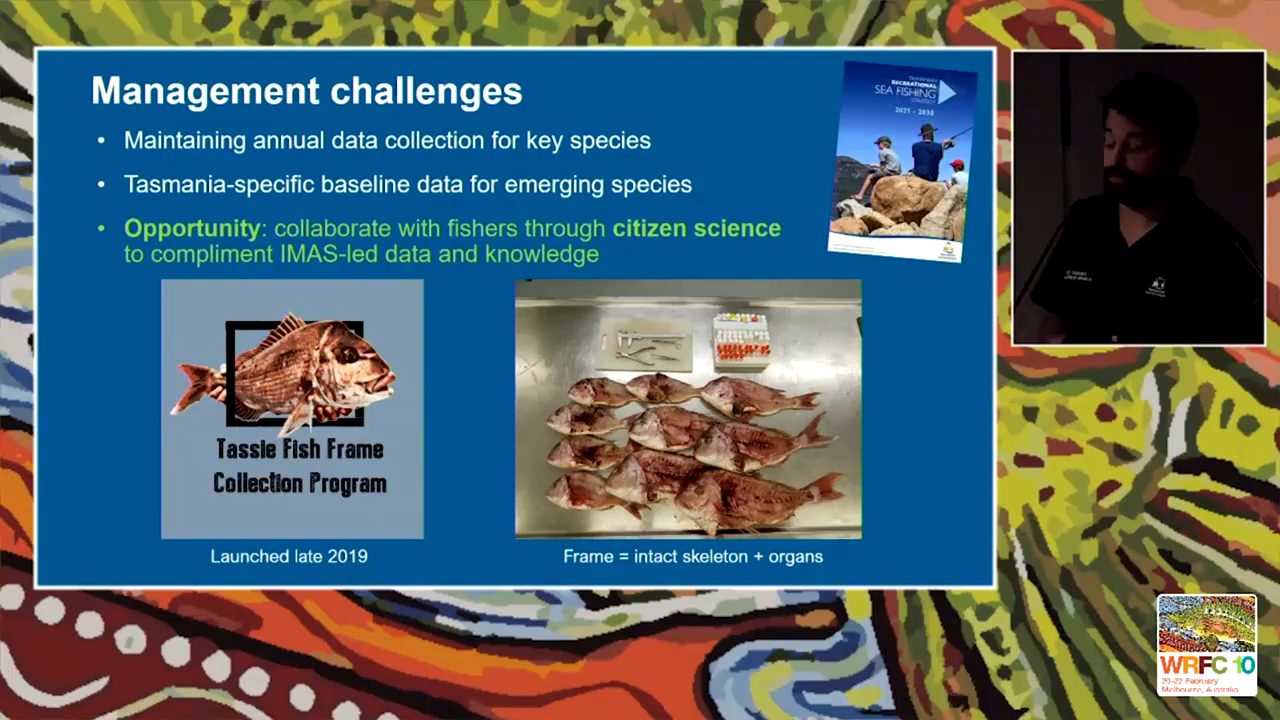 Management challenges
• Maintaining annual data collection for key species
• Tasmania-specific baseline data for emerging species
• Opportunity: collaborate with fishers through citizen science
to compliment IMAS-led data and knowledge
TASMANIAN
RECREATIONAL
SEA FISHING
STRATEGY
2021 - 2030
Tassie Fish Frame
Collection Program
Launched late 2019
Frame = intact skeleton + organs
WRFC 10
20-22 February
Melbourne, Australia